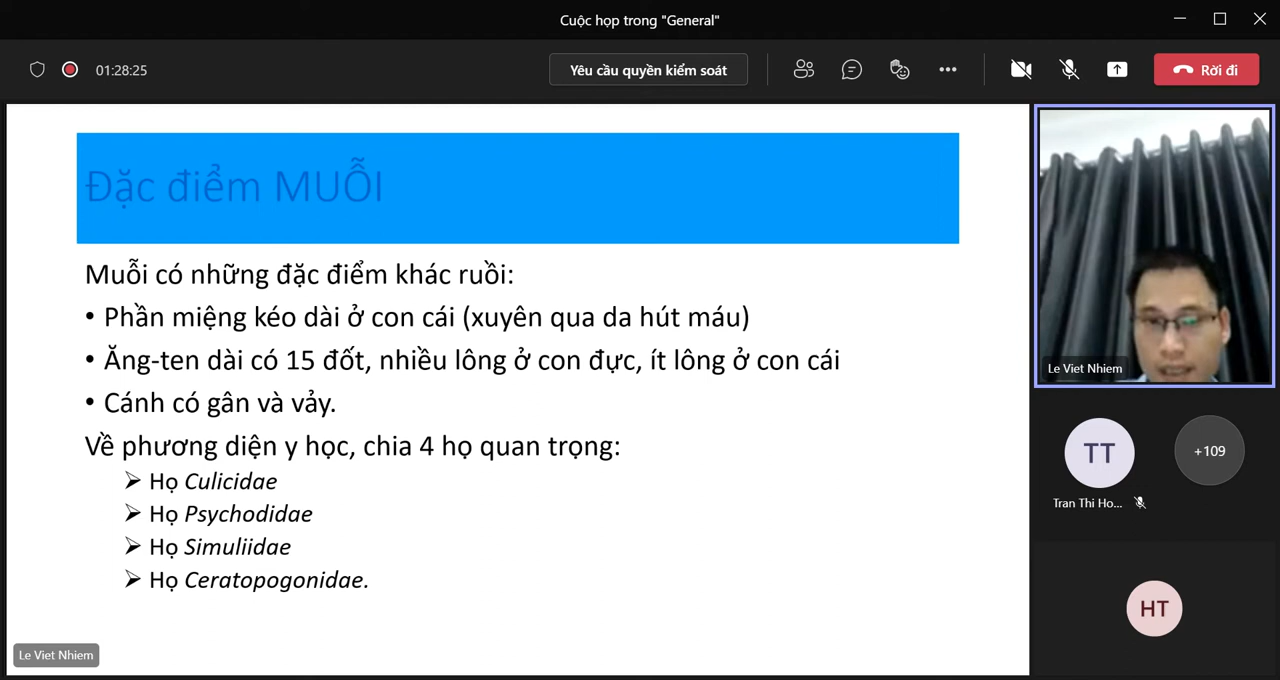 Cuộc họp trong "General"
01:28:25
Yêu cầu quyền kiểm soát
Rời đi
Đặc điểm MUỖI
Muỗi có những đặc điểm khác ruồi:
• Phần miệng kéo dài ở con cái (xuyên qua da hút máu)
• Ăng-ten dài có 15 đốt, nhiều lông ở con đực, ít lông ở con cái
• Cánh có gân và vảy.
Về phương diện y học, chia 4 họ quan trọng:
➢ Họ Culicidae
➢ Họ Psychodidae
➢ Họ Simuliidae
➢ Họ Ceratopogonidae.
Le Viet Nhiem
Le Viet Nhiem
TT
+109
Tran Thi Ho...
HT